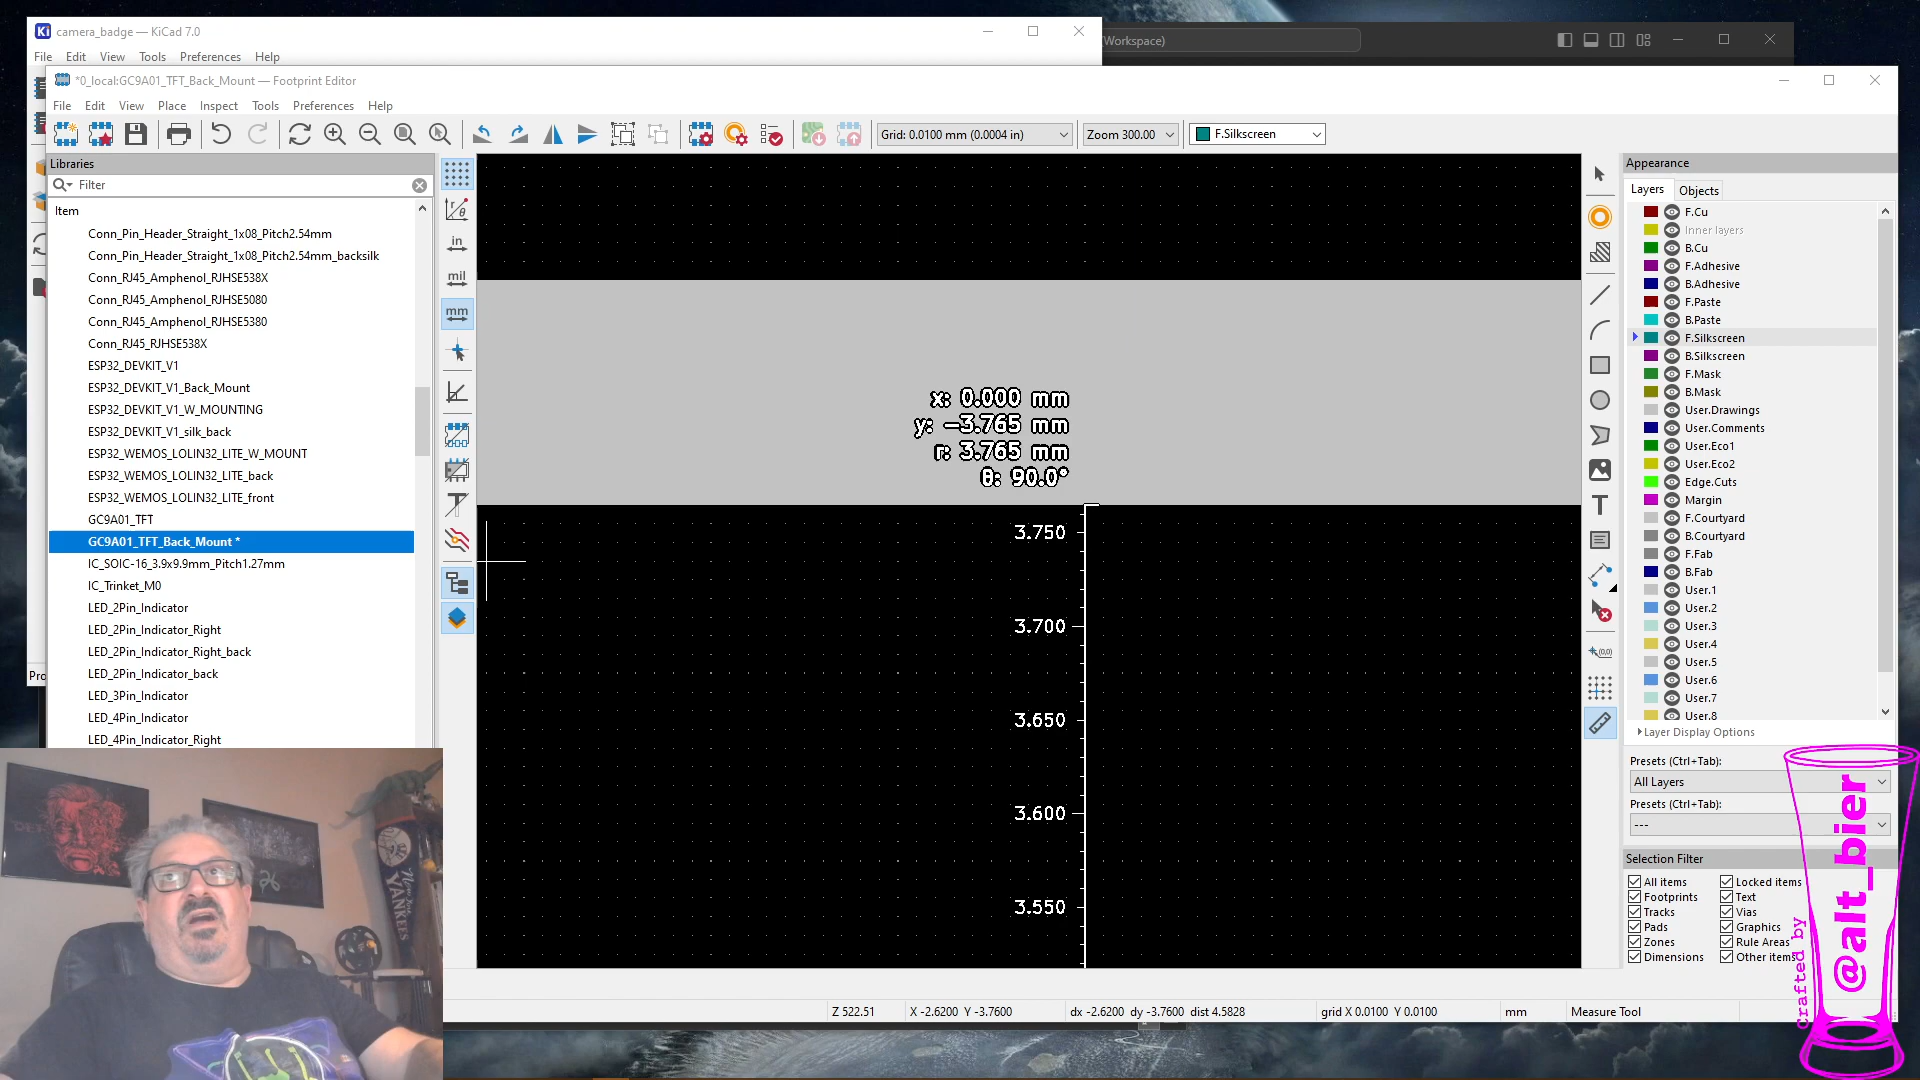 camera_badge — KiCad 7.0
File Edit View Tools Preferences Help
(Workspace)
*0_local:GC9A01_TFT_Back_Mount — Footprint Editor
File Edit View Place Inspect Tools Preferences Help
Grid: 0.0100 mm (0.0004 in)
Zoom 300.00
F.Silkscreen
Libraries
Filter
Item
Conn_Pin_Header_Straight_1x08_Pitch2.54mm
Conn_Pin_Header_Straight_1x08_Pitch2.54mm_backsilk
Conn_RJ45_Amphenol_RJHSE538X
Conn_RJ45_Amphenol_RJHSE5080
Conn_RJ45_Amphenol_RJHSE5380
Conn_RJ45_RJHSE538X
ESP32_DEVKIT_V1
ESP32_DEVKIT_V1_Back_Mount
ESP32_DEVKIT_V1_W_MOUNTING
ESP32_DEVKIT_V1_silk_back
ESP32_WEMOS_LOLIN32_LITE_W_MOUNT
ESP32_WEMOS_LOLIN32_LITE_back
ESP32_WEMOS_LOLIN32_LITE_front
GC9A01_TFT
GC9A01_TFT_Back_Mount *
IC_SOIC-16_3.9x9.9mm_Pitch1.27mm
IC_Trinket_M0
LED_2Pin_Indicator
LED_2Pin_Indicator_Right
LED_2Pin_Indicator_Right_back
LED_2Pin_Indicator_back
LED_3Pin_Indicator
LED_4Pin_Indicator
LED_4Pin_Indicator_Right
Pro
in
mil
mm
x: 0.000 mm
y: -3.765 mm
r: 3.765 mm
θ: 90.0°
3.750
3.700
3.650
3.600
3.550
(0,0)
Appearance
Layers Objects
F.Cu
Inner layers
B.Cu
F.Adhesive
B.Adhesive
F.Paste
B.Paste
F.Silkscreen
B.Silkscreen
F.Mask
B.Mask
User.Drawings
User.Comments
User.Eco1
User.Eco2
Edge.Cuts
Margin
F.Courtyard
B.Courtyard
F.Fab
B.Fab
User.1
User.2
User.3
User.4
User.5
User.6
User.7
User.8
Layer Display Options
Presets (Ctrl+Tab):
All Layers
Presets (Ctrl+Tab):
---
Selection Filter
All items Locked items
Footprints Text
Tracks Vias
Pads Graphics
Zones Rule Areas
Dimensions Other items
Z 522.51 X -2.6200 Y -3.7600 dx -2.6200 dy -3.7600 dist 4.5828 grid X 0.0100 Y 0.0100 mm Measure Tool
Crafted by
@alt_bier
YANKEES